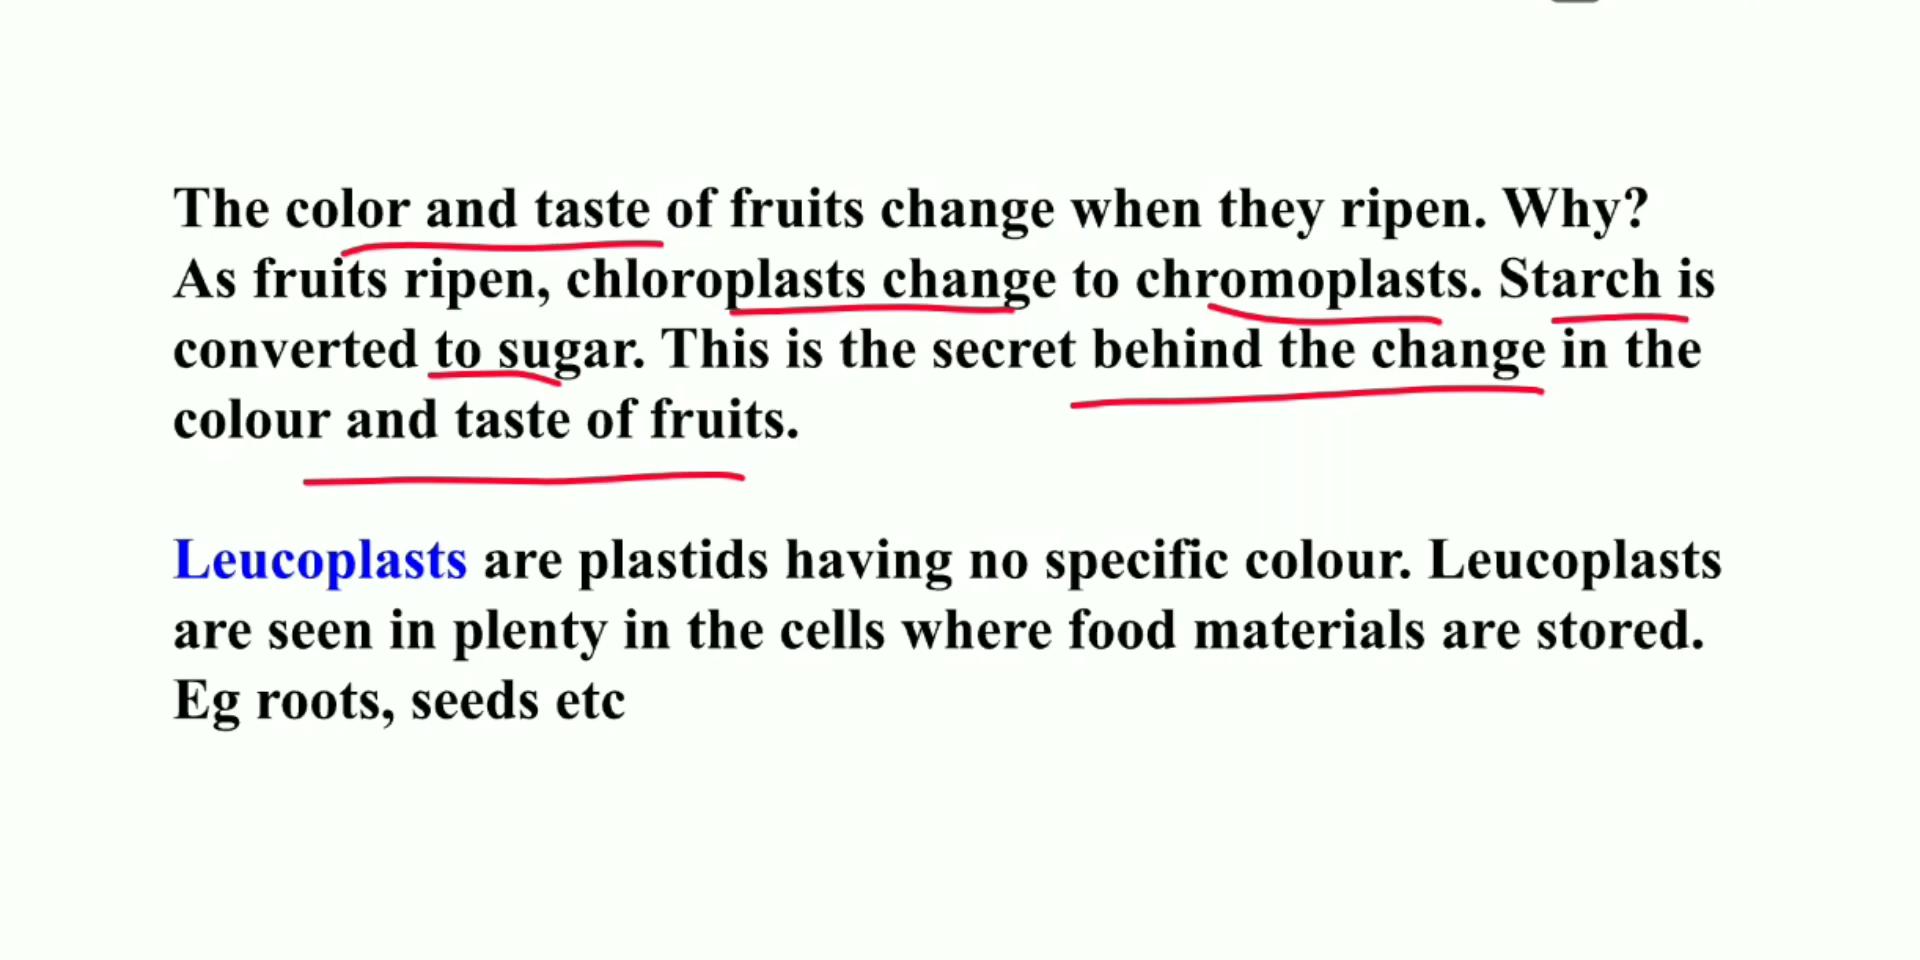 The color and taste of fruits change when they ripen. Why?
As fruits ripen, chloroplasts change to chromoplasts. Starch is
converted to sugar. This is the secret behind the change in the
colour and taste of fruits.
Leucoplasts are plastids having no specific colour. Leucoplasts
are seen in plenty in the cells where food materials are stored.
Eg roots, seeds etc